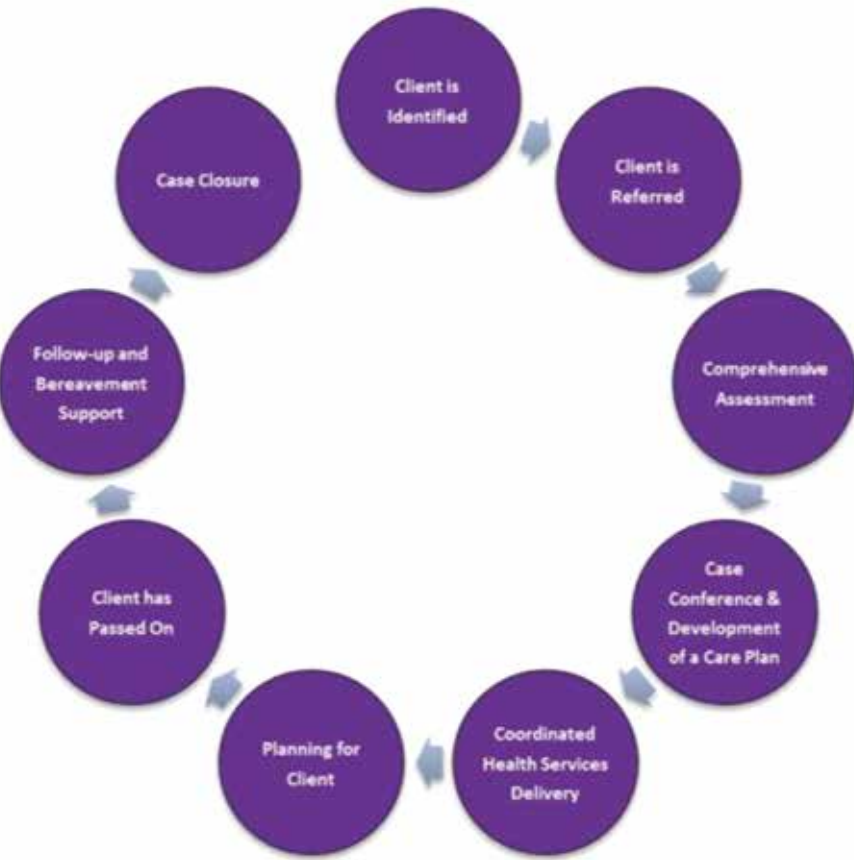 Client is
Identified
Client is
Referred
Comprehensive
Assessment
Case
Conference &
Development
of a Care Plan
Coordinated
Health Services
Delivery
Planning for
Client
Client has
Passed On
Follow-up and
Bereavement
Support
Case Closure